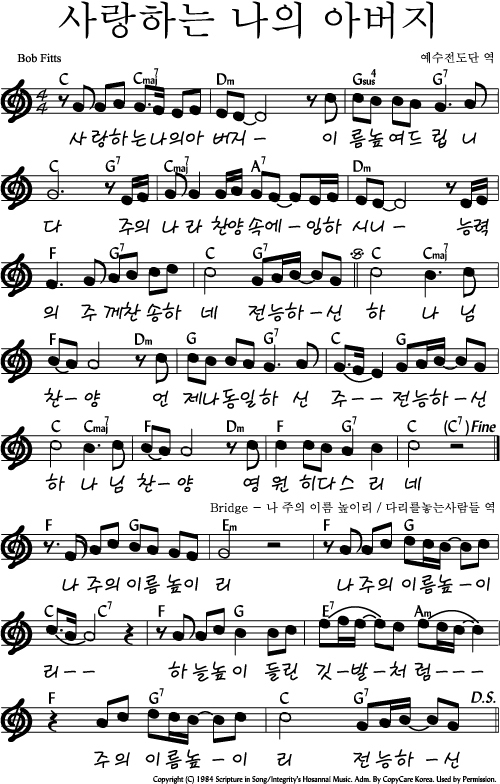 사랑하는 나의 아버지
Bob Fitts 예수전도단 역
C Cmaj7 Dm Gsus4 G7
사 랑하는나의아 버지- 이 름높여드 립 니
C G7 Cmaj7 A7 Dm
다 주의 나 라 찬양 속에-임하 시니- 능력
F G7 C G7 C Cmaj7
의 주 께찬 송하 네 전능하-신 하 나 님
F Dm G G7 C G
찬-양 언 제나동일하 신 주-- 전능하-신
C Cmaj7 F Dm F G7 C (C7) Fine
하 나 님 찬-양 영 원 히다스 리 네
Bridge - 나 주의 이름 높이리 / 다리를놓는사람들 역
F G Em F G
나 주의 이름 높이 리 나 주의 이름높-이
C C7 F G E7 Am
리-- 하 늘높이 들린 깃-발-처럼---
F G7 C G7 D.S.
주의 이름높-이 리 전능하-신
Copyright (C) 1984 Scripture in Song/Integrity's Hosanna! Music. Adm. By CopyCare Korea. Used by Permission.